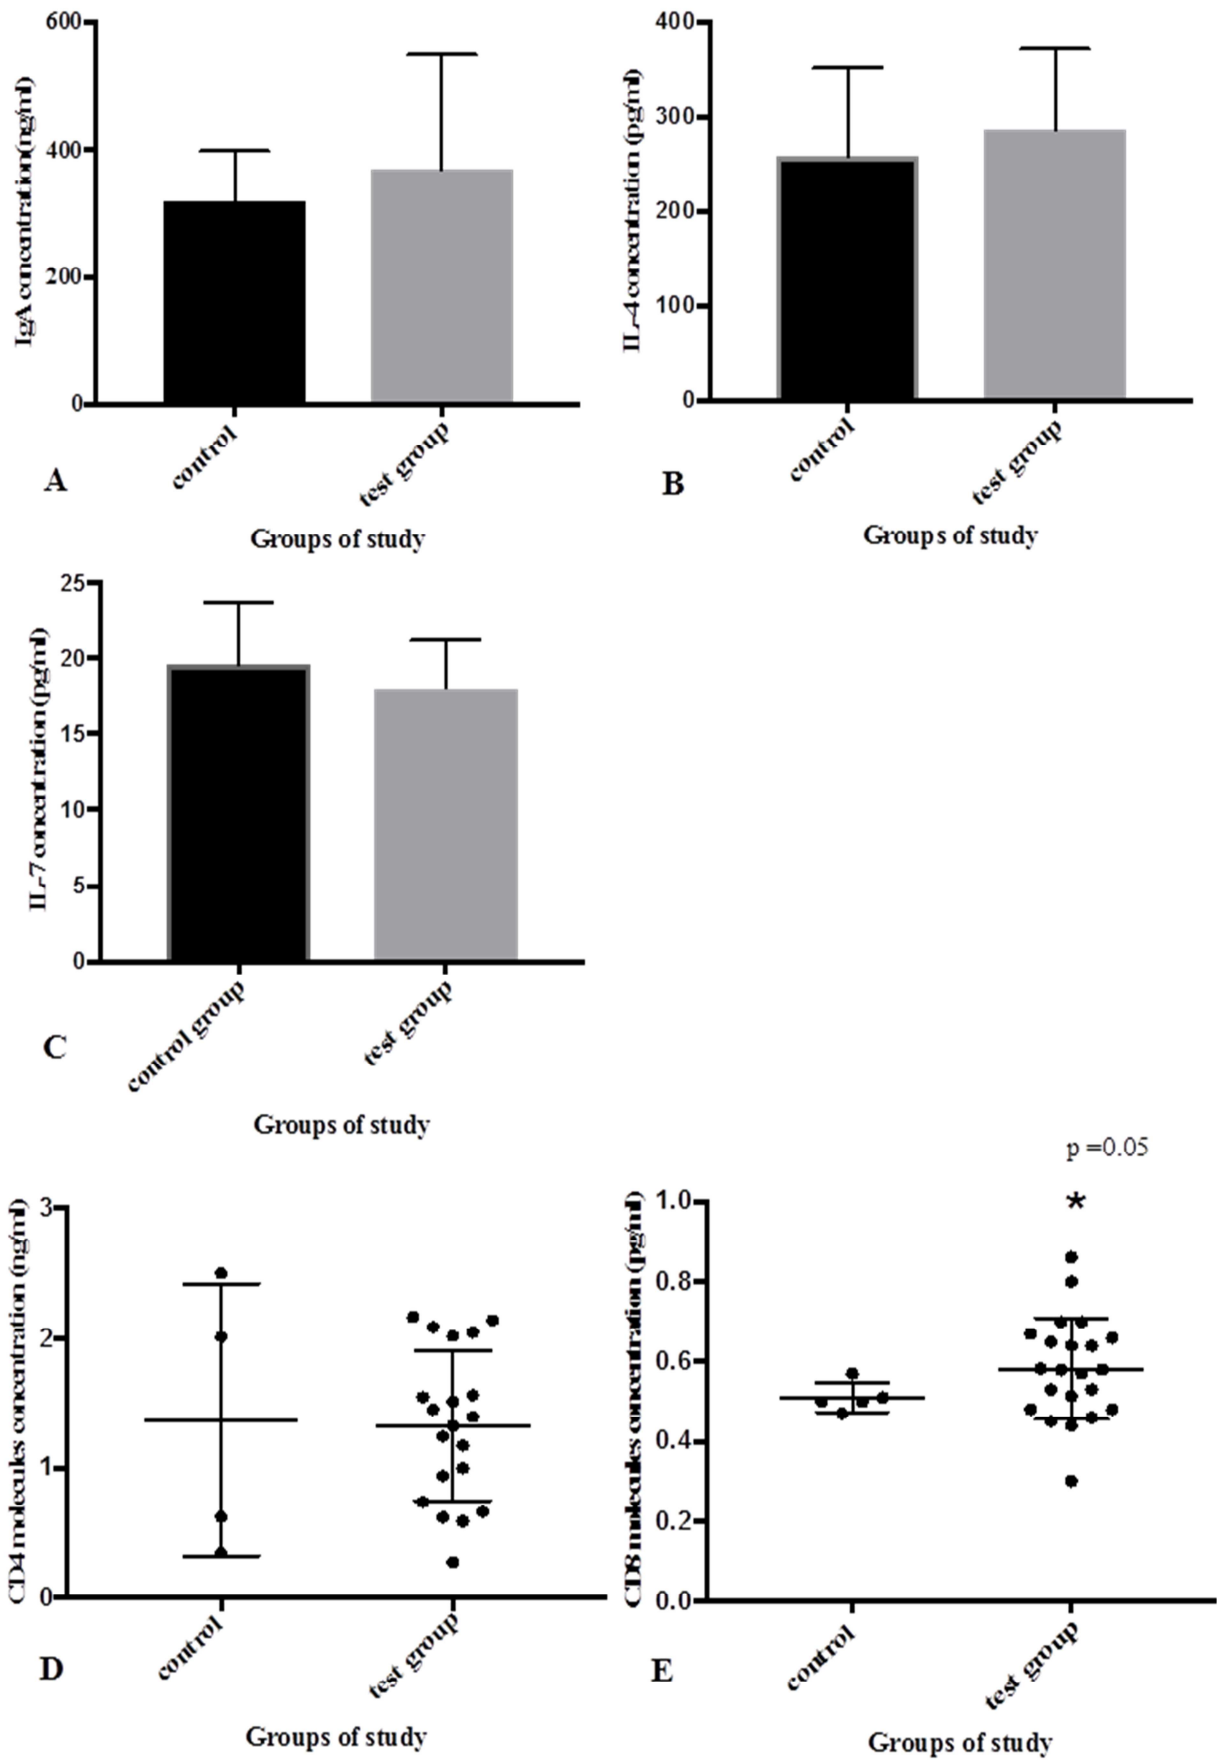 600
400
200
0
IgA concentration(ng/ml)
control
test group
A
Groups of study
400
300
200
100
0
IL-4 concentration (pg/ml)
control
test group
B
Groups of study
25
20
15
10
5
0
IL-7 concentration (pg/ml)
control group
test group
C
Groups of study
3
2
1
0
CD4 molecules concentration (ng/ml)
control
test group
D
Groups of study
p =0.05
*
1.0
0.8
0.6
0.4
0.2
0.0
CD8 molecules concentration (pg/ml)
control
test group
E
Groups of study